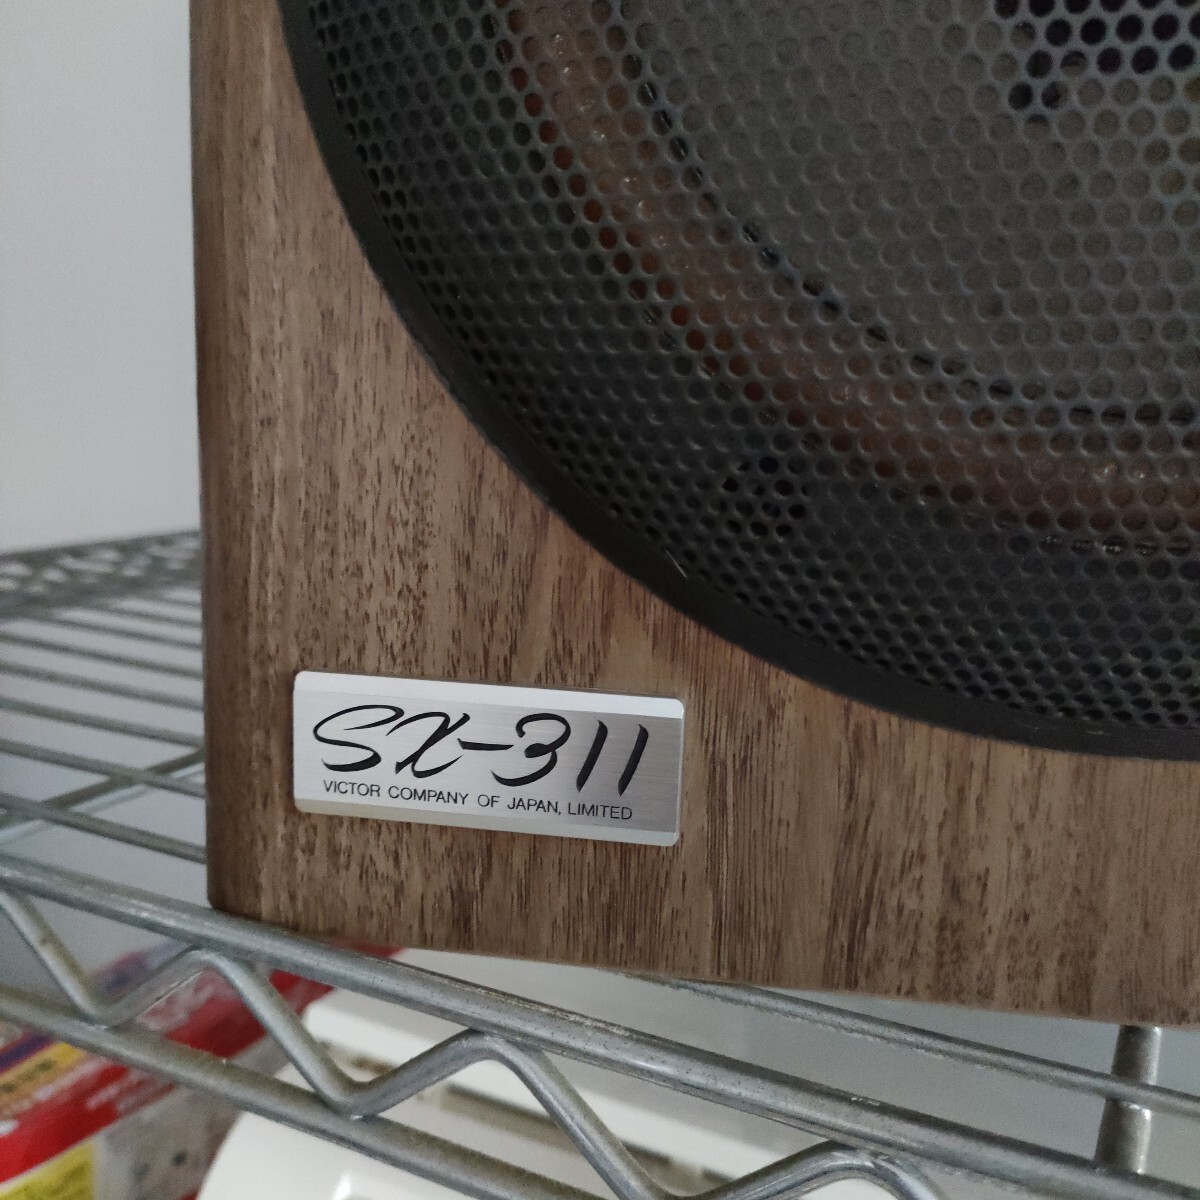 SX-311
VICTOR COMPANY OF JAPAN, LIMITED